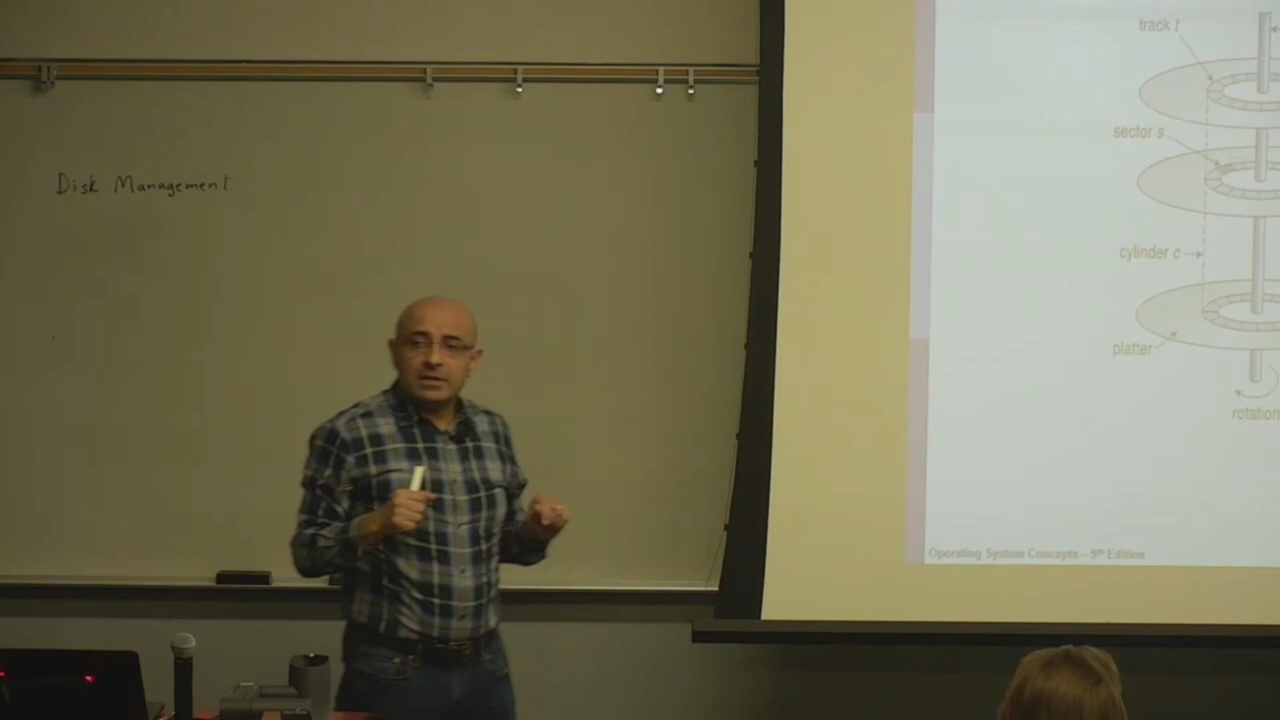 Disk Management
track t
sector s
cylinder c
platter
rotation
Operating System Concepts – 9th Edition